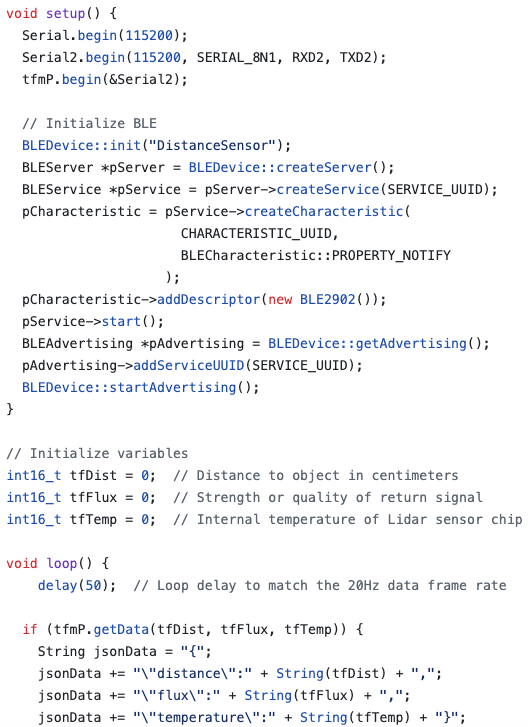 void setup() {
  Serial.begin(115200);
  Serial2.begin(115200, SERIAL_8N1, RXD2, TXD2);
  tfmP.begin(&Serial2);

  // Initialize BLE
  BLEDevice::init("DistanceSensor");
  BLEServer *pServer = BLEDevice::createServer();
  BLEService *pService = pServer->createService(SERVICE_UUID);
  pCharacteristic = pService->createCharacteristic(
                     CHARACTERISTIC_UUID,
                     BLECharacteristic::PROPERTY_NOTIFY
                   );
  pCharacteristic->addDescriptor(new BLE2902());
  pService->start();
  BLEAdvertising *pAdvertising = BLEDevice::getAdvertising();
  pAdvertising->addServiceUUID(SERVICE_UUID);
  BLEDevice::startAdvertising();
}

// Initialize variables
int16_t tfDist = 0;  // Distance to object in centimeters
int16_t tfFlux = 0;  // Strength or quality of return signal
int16_t tfTemp = 0;  // Internal temperature of Lidar sensor chip

void loop() {
    delay(50);  // Loop delay to match the 20Hz data frame rate

  if (tfmP.getData(tfDist, tfFlux, tfTemp)) {
    String jsonData = "{";
    jsonData += "\"distance\":" + String(tfDist) + ",";
    jsonData += "\"flux\":" + String(tfFlux) + ",";
    jsonData += "\"temperature\":" + String(tfTemp) + "}";